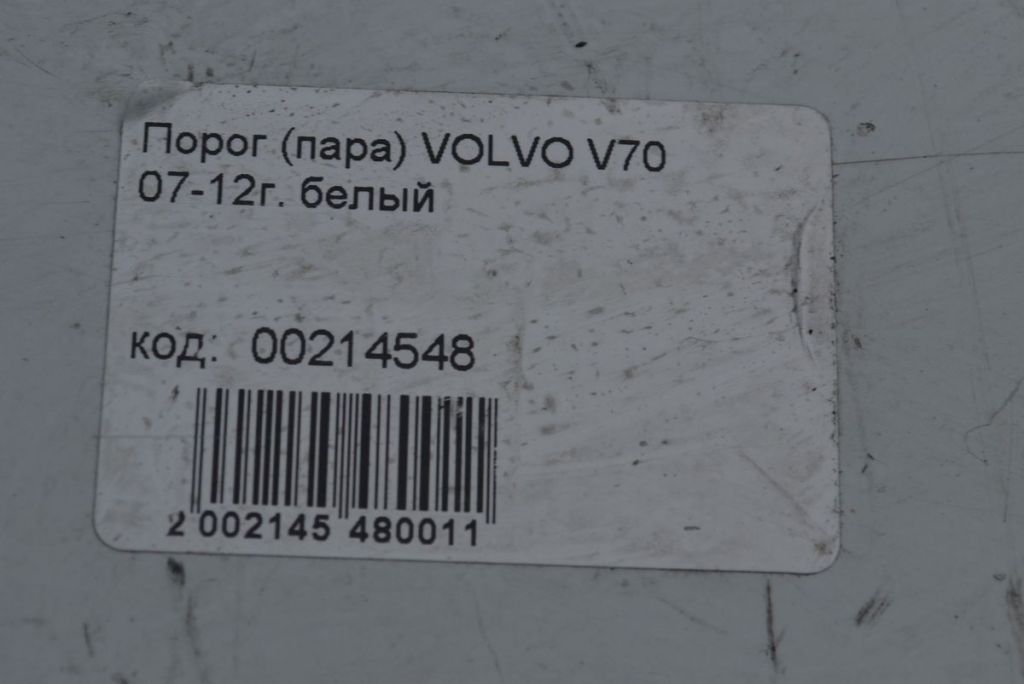 Порог (пара) VOLVO V70
07-12г. белый
код: 00214548
2 002145 480011